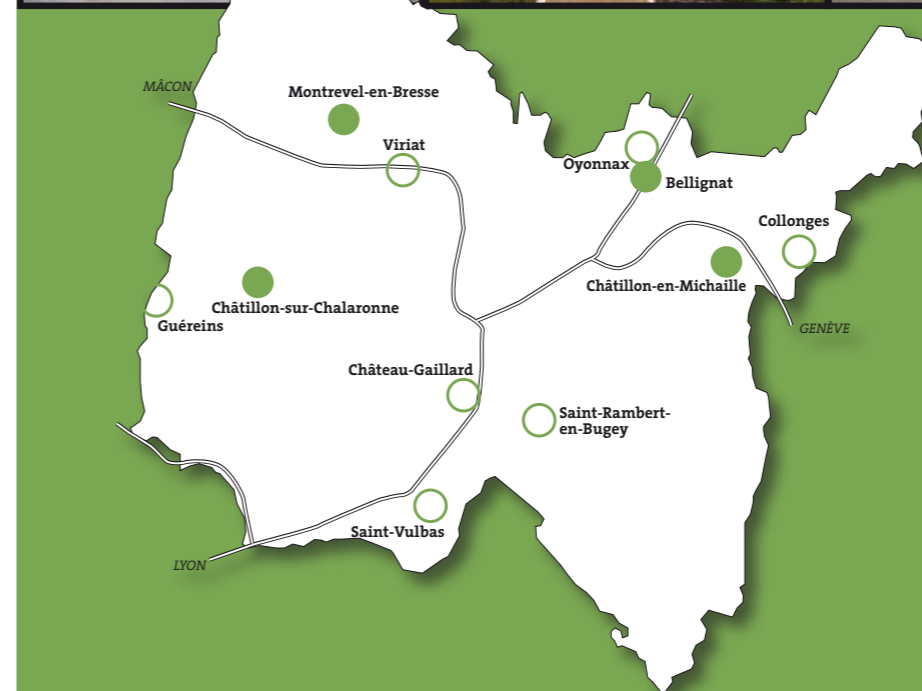 MÂCON
Montrevel-en-Bresse
Viriat
Oyonnax
Bellignat
Collonges
Châtillon-en-Michaille
Châtillon-sur-Chalaronne
Guéreins
GENÈVE
Château-Gaillard
Saint-Rambert-
en-Bugey
Saint-Vulbas
LYON